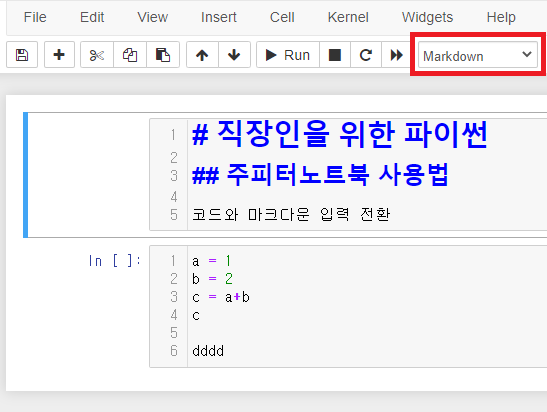 File Edit View Insert Cell Kernel Widgets Help
Run Markdown
1 # 직장인을 위한 파이썬
2
3 ## 주피터노트북 사용법
4
5 코드와 마크다운 입력 전환
In [ ]: 1 a = 1
2 b = 2
3 c = a+b
4 c
5
6 dddd